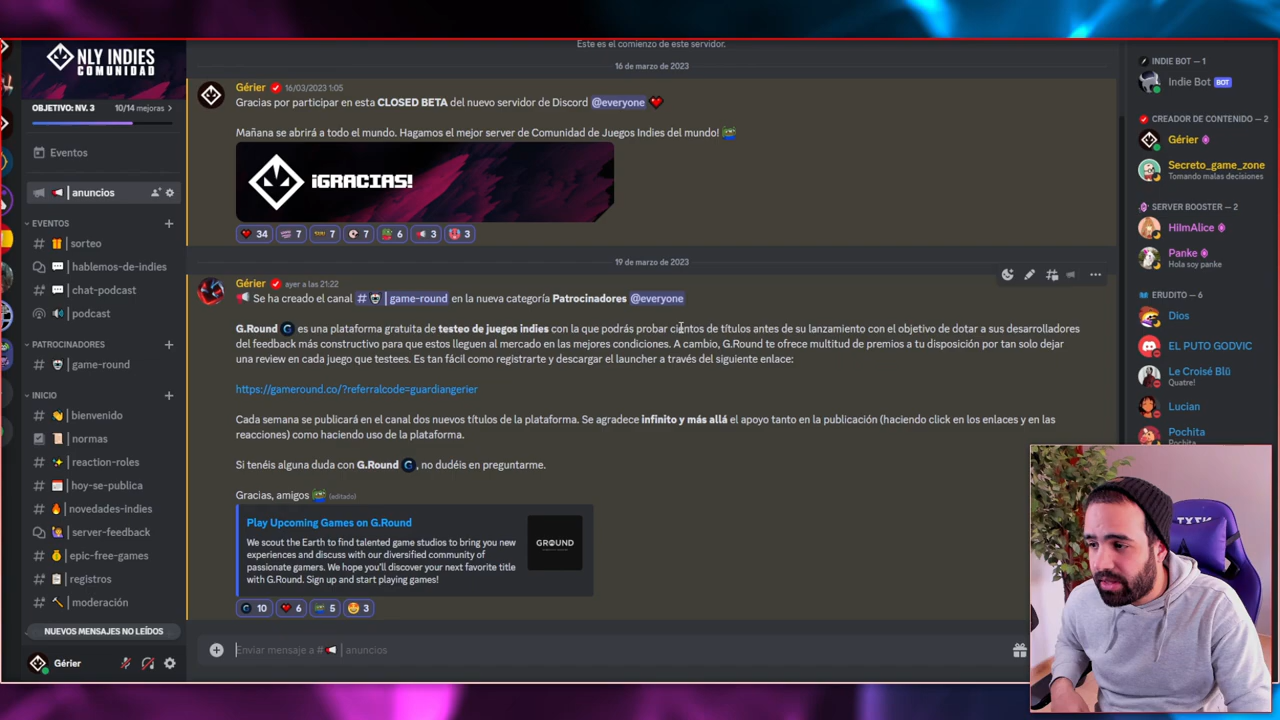 NLY INDIES
COMUNIDAD
OBJETIVO: NV. 3 10/14 mejoras >
Eventos
| anuncios
EVENTOS
| sorteo
| hablemos-de-indies
| chat-podcast
| podcast
PATROCINADORES
| game-round
INICIO
| bienvenido
| normas
| reaction-roles
| hoy-se-publica
| novedades-indies
| server-feedback
| epic-free-games
| registros
| moderación
NUEVOS MENSAJES NO LEÍDOS
Gérier
Este es el comienzo de este servidor.
16 de marzo de 2023
Gérier 16/03/2023 1:05
Gracias por participar en esta CLOSED BETA del nuevo servidor de Discord @everyone ❤️
Mañana se abrirá a todo el mundo. Hagamos el mejor server de Comunidad de Juegos Indies del mundo!
¡GRACIAS!
34 7 7 7 6 3 3
19 de marzo de 2023
Gérier ayer a las 21:22
Se ha creado el canal # | game-round en la nueva categoría Patrocinadores @everyone
G.Round es una plataforma gratuita de testeo de juegos indies con la que podrás probar cientos de títulos antes de su lanzamiento con el objetivo de dotar a sus desarrolladores
del feedback más constructivo para que estos lleguen al mercado en las mejores condiciones. A cambio, G.Round te ofrece multitud de premios a tu disposición por tan solo dejar
una review en cada juego que testees. Es tan fácil como registrarte y descargar el launcher a través del siguiente enlace:
https://gameround.co/?referralcode=guardiangerier
Cada semana se publicará en el canal dos nuevos títulos de la plataforma. Se agradece infinito y más allá el apoyo tanto en la publicación (haciendo click en los enlaces y en las
reacciones) como haciendo uso de la plataforma.
Si tenéis alguna duda con G.Round , no dudéis en preguntarme.
Gracias, amigos (editado)
Play Upcoming Games on G.Round
We scout the Earth to find talented game studios to bring you new
experiences and discuss with our diversified community of
passionate gamers. We hope you'll discover your next favorite title
with G.Round. Sign up and start playing games!
GROUND
10 6 5 3
Enviar mensaje a # | anuncios
INDIE BOT — 1
Indie Bot BOT
CREADOR DE CONTENIDO — 2
Gérier
Secreto_game_zone
Tomando malas decisiones
SERVER BOOSTER — 2
HiImAlice
Panke
Hola soy panke
ERUDITO — 6
Dios
EL PUTO GODVIC
Le Croisé Blü
Quatre!
Lucian
Pochita
Pochita